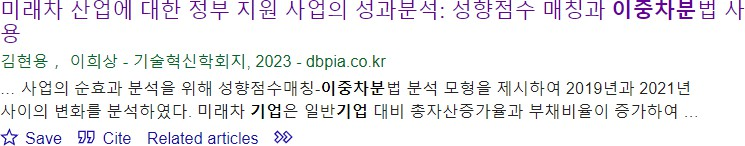 미래차 산업에 대한 정부 지원 사업의 성과분석: 성향점수 매칭과 이중차분법 사
용
김현용 , 이희상 - 기술혁신학회지, 2023 - dbpia.co.kr
… 사업의 순효과 분석을 위해 성향점수매칭-이중차분법 분석 모형을 제시하여 2019년과 2021년
사이의 변화를 분석하였다. 미래차 기업은 일반기업 대비 총자산증가율과 부채비율이 증가하여 …
Save Cite Related articles